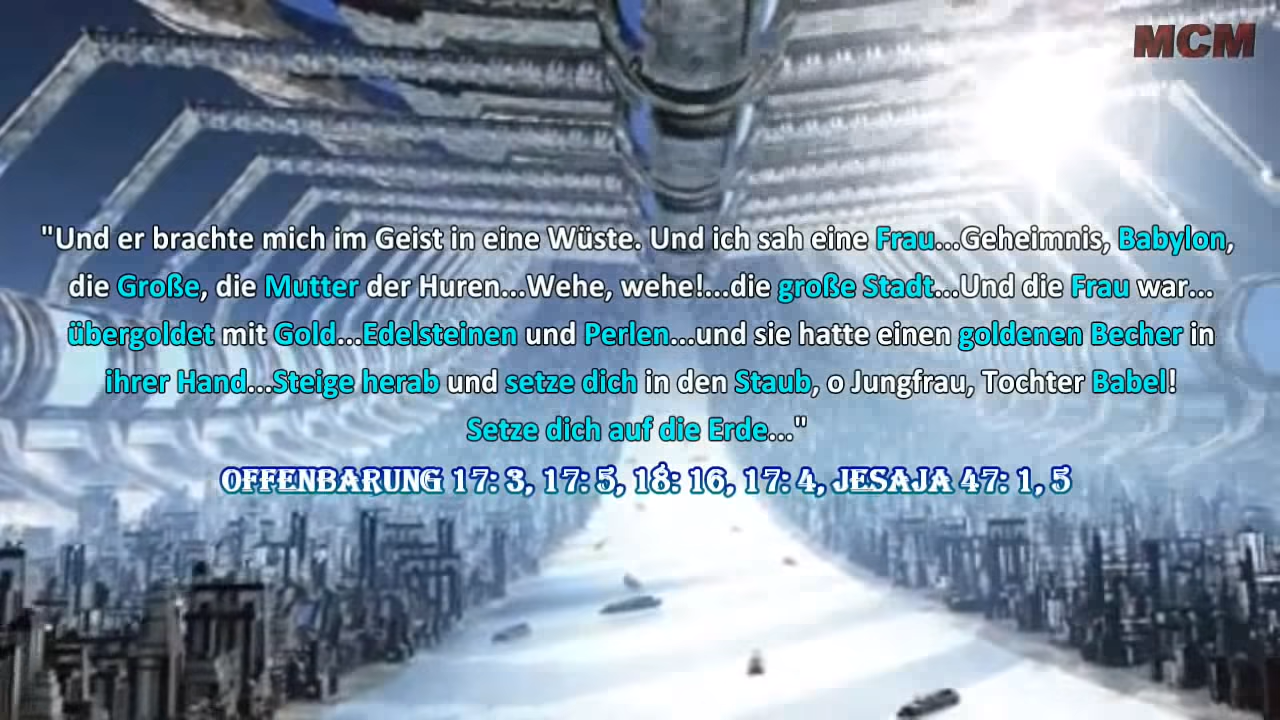 MCM
"Und er brachte mich im Geist in eine Wüste. Und ich sah eine Frau...Geheimnis, Babylon,
die Große, die Mutter der Huren...Wehe, wehe!...die große Stadt...Und die Frau war...
übergoldet mit Gold...Edelsteinen und Perlen...und sie hatte einen goldenen Becher in
ihrer Hand...Steige herab und setze dich in den Staub, o Jungfrau, Tochter Babel!
Setze dich auf die Erde..."
OFFENBARUNG 17: 3, 17: 5, 18: 16, 17: 4, JESAJA 47: 1, 5